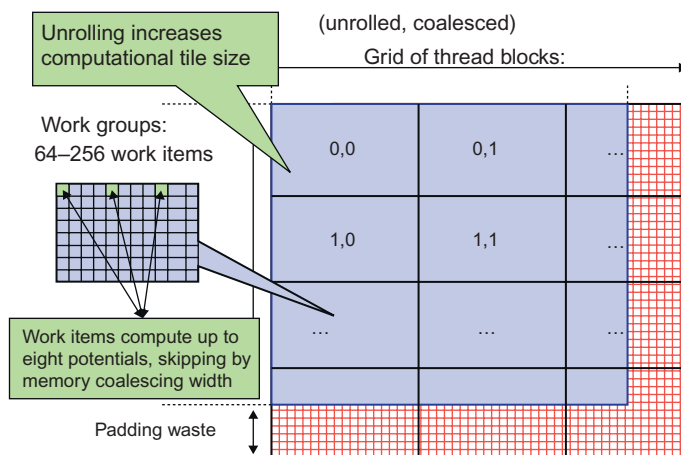 (unrolled, coalesced)
Grid of thread blocks:
Unrolling increases
computational tile size
Work groups:
64–256 work items
0,0
0,1
...
1,0
1,1
...
...
...
...
Work items compute up to
eight potentials, skipping by
memory coalescing width
Padding waste